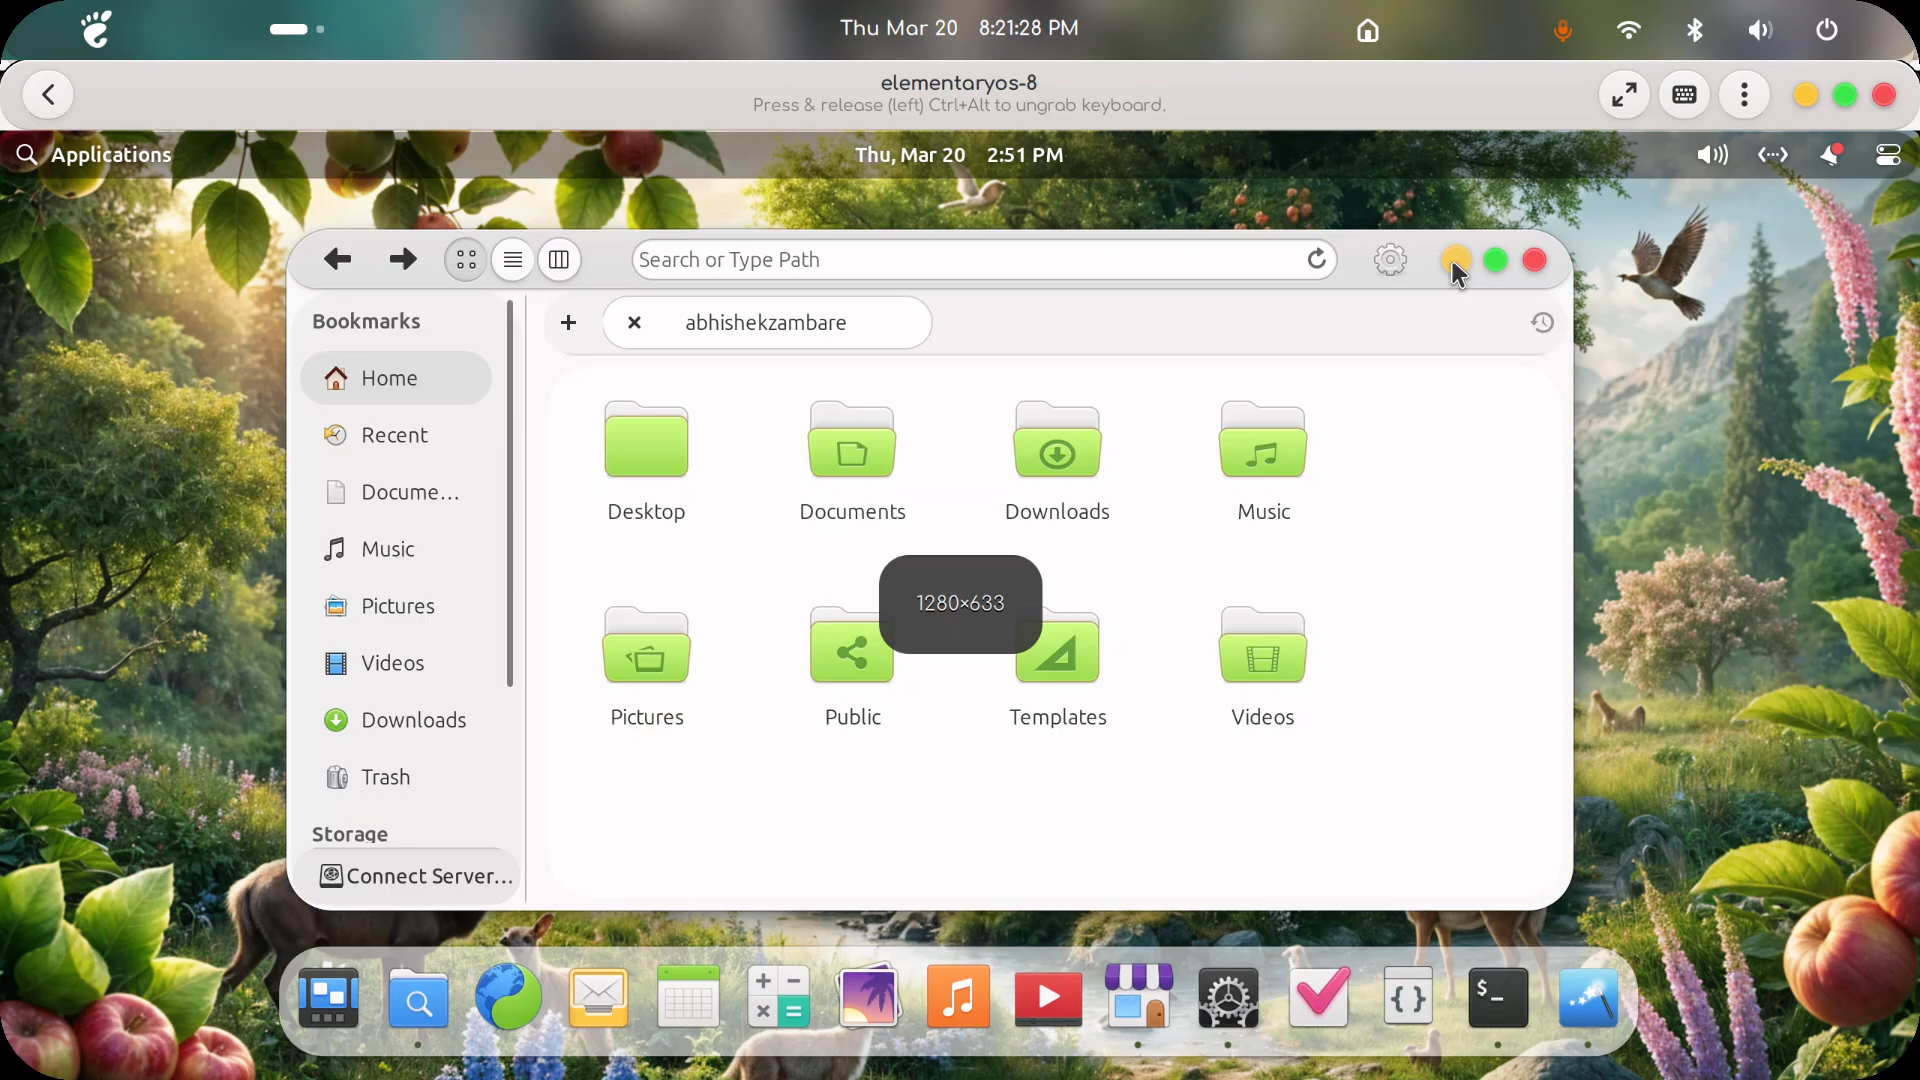 Thu Mar 20 8:21:28 PM
elementaryos-8
Press & release (left) Ctrl+Alt to ungrab keyboard.
Applications
Thu, Mar 20 2:51 PM
Search or Type Path
Bookmarks
abhishekzambare
Home
Recent
Docume...
Music
Pictures
Videos
Downloads
Trash
Storage
Connect Server...
Desktop
Documents
Downloads
Music
1280×633
Pictures
Public
Templates
Videos
$_